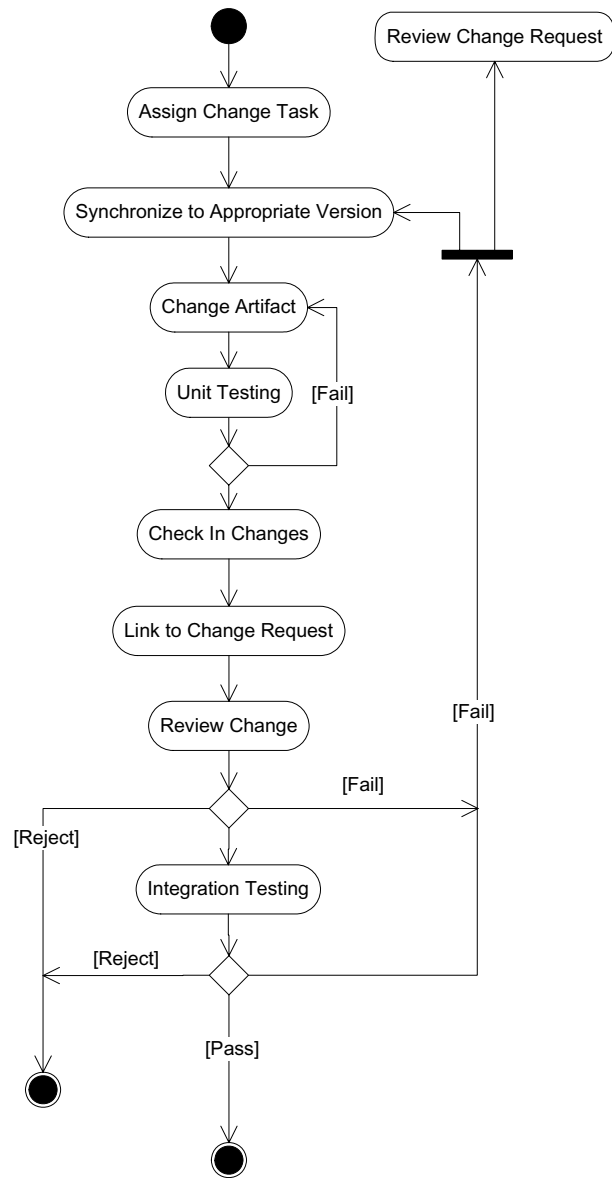 Review Change Request
Assign Change Task
Synchronize to Appropriate Version
Change Artifact
Unit Testing
[Fail]
Check In Changes
Link to Change Request
Review Change
[Fail]
[Fail]
[Reject]
Integration Testing
[Reject]
[Pass]